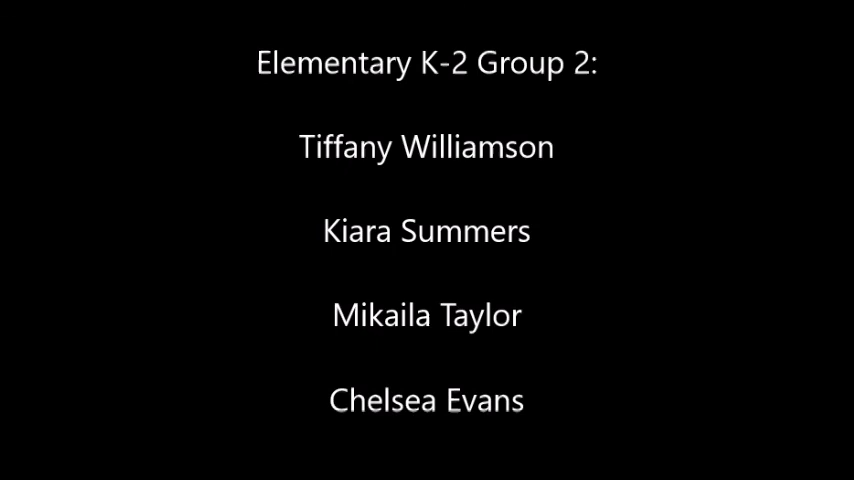 Elementary K-2 Group 2:
Tiffany Williamson
Kiara Summers
Mikaila Taylor
Chelsea Evans